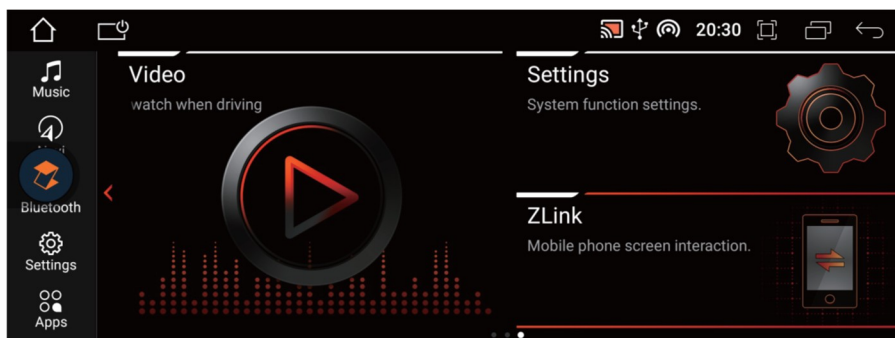 20:30
Music
Bluetooth
Settings
Apps
Video
watch when driving
Settings
System function settings.
ZLink
Mobile phone screen interaction.